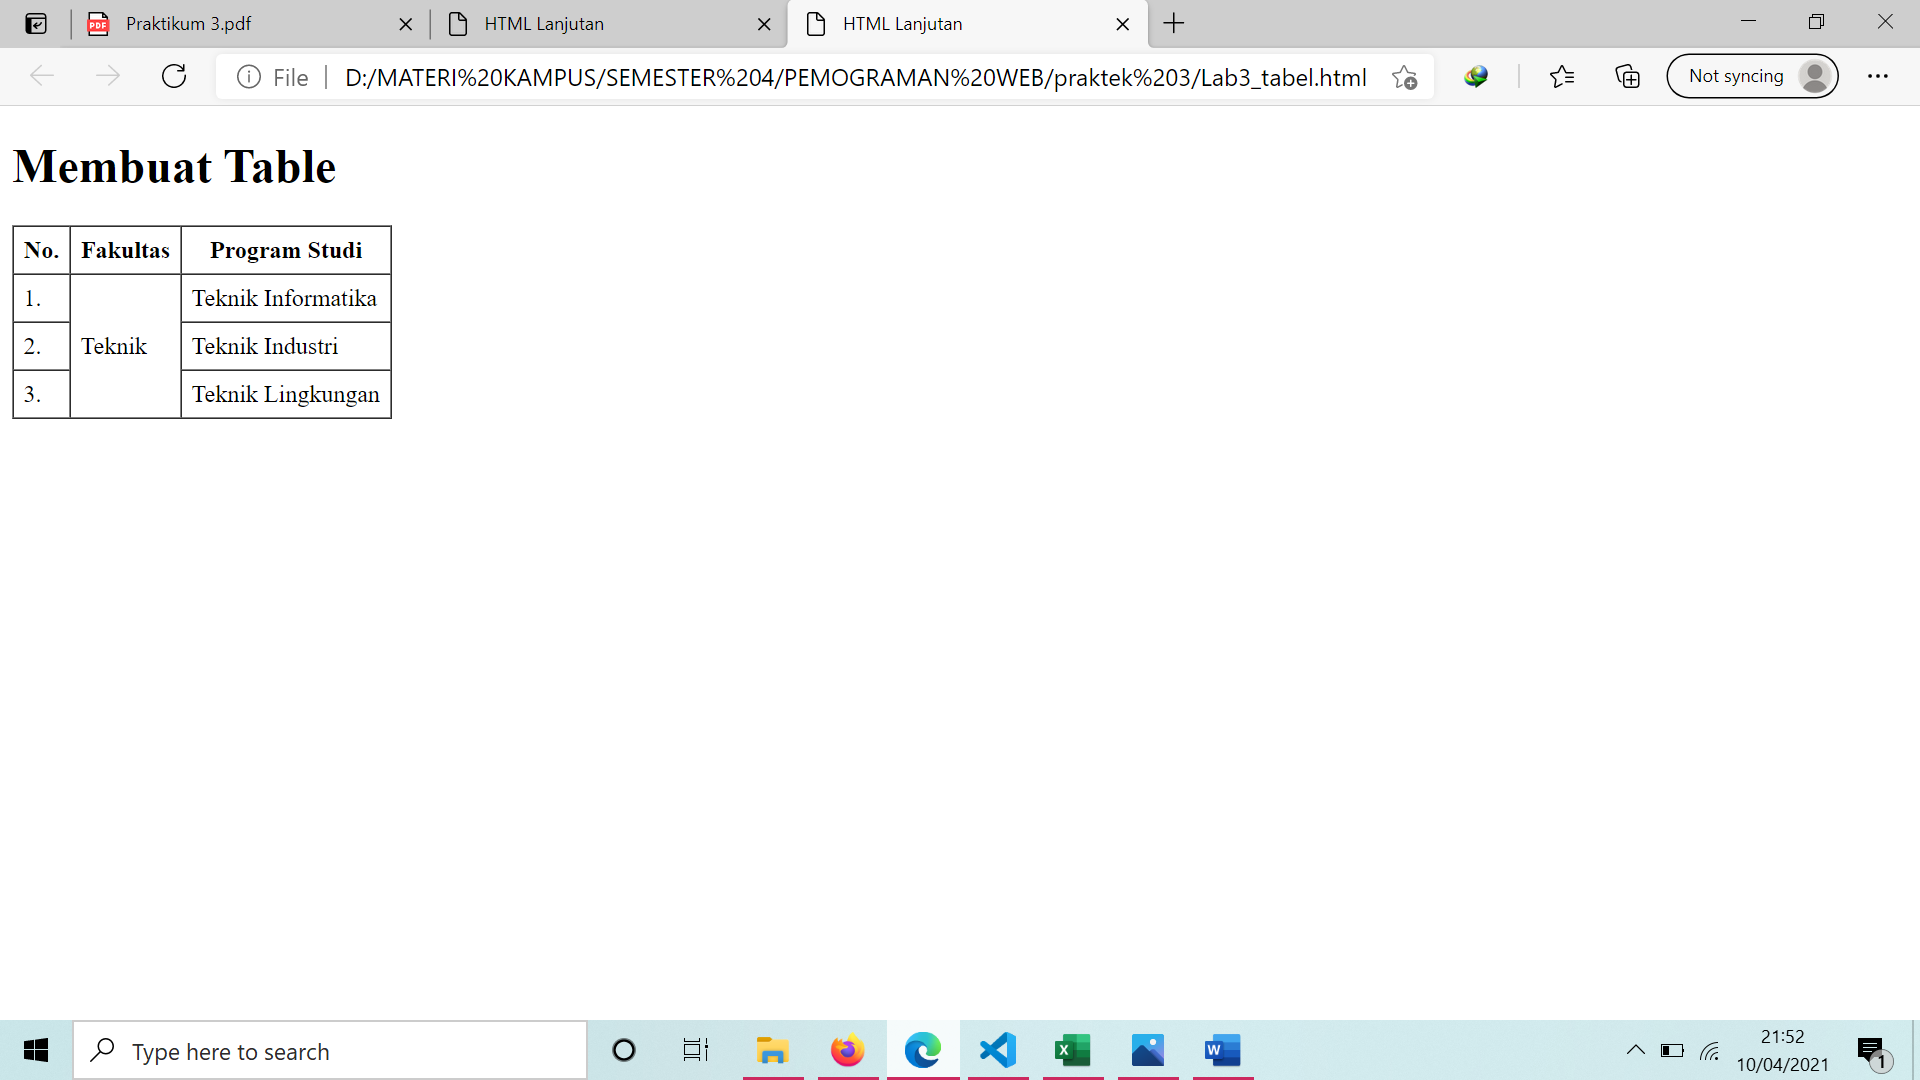 Praktikum 3.pdf
HTML Lanjutan
HTML Lanjutan
File
D:/MATERI%20KAMPUS/SEMESTER%204/PEMOGRAMAN%20WEB/praktek%203/Lab3_tabel.html
Not syncing
Membuat Table
No. Fakultas Program Studi
1. Teknik Informatika
2. Teknik Teknik Industri
3. Teknik Lingkungan
Type here to search
21:52
10/04/2021
1